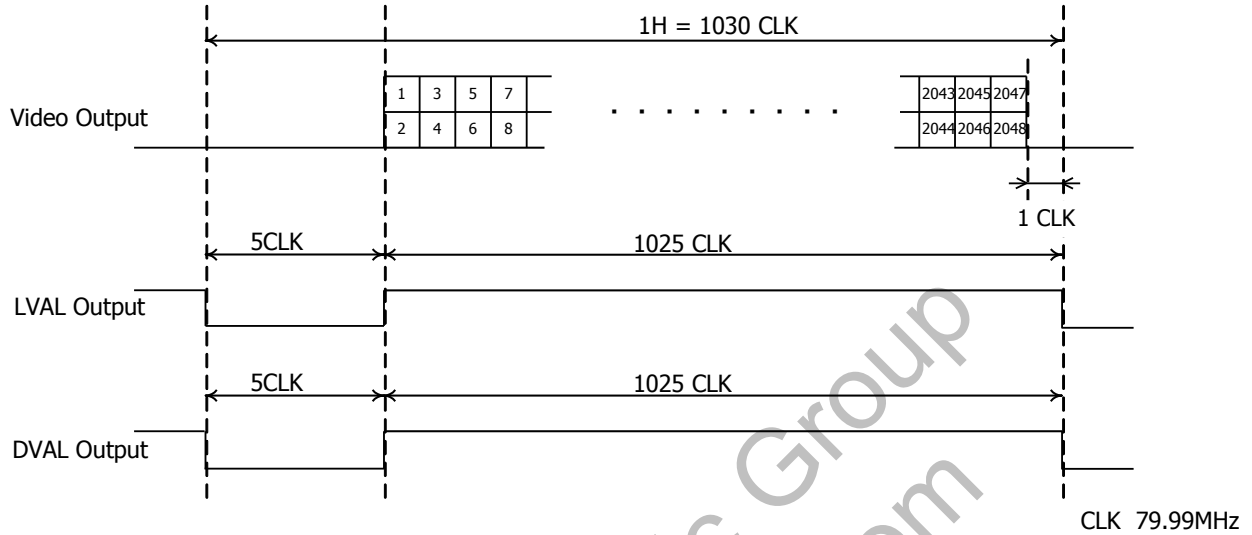 1H = 1030 CLK
Video Output
1 3 5 7 2043 2045 2047
2 4 6 8 2044 2046 2048
1 CLK
5CLK 1025 CLK
LVAL Output
5CLK 1025 CLK
DVAL Output
Group
CLK 79.99MHz